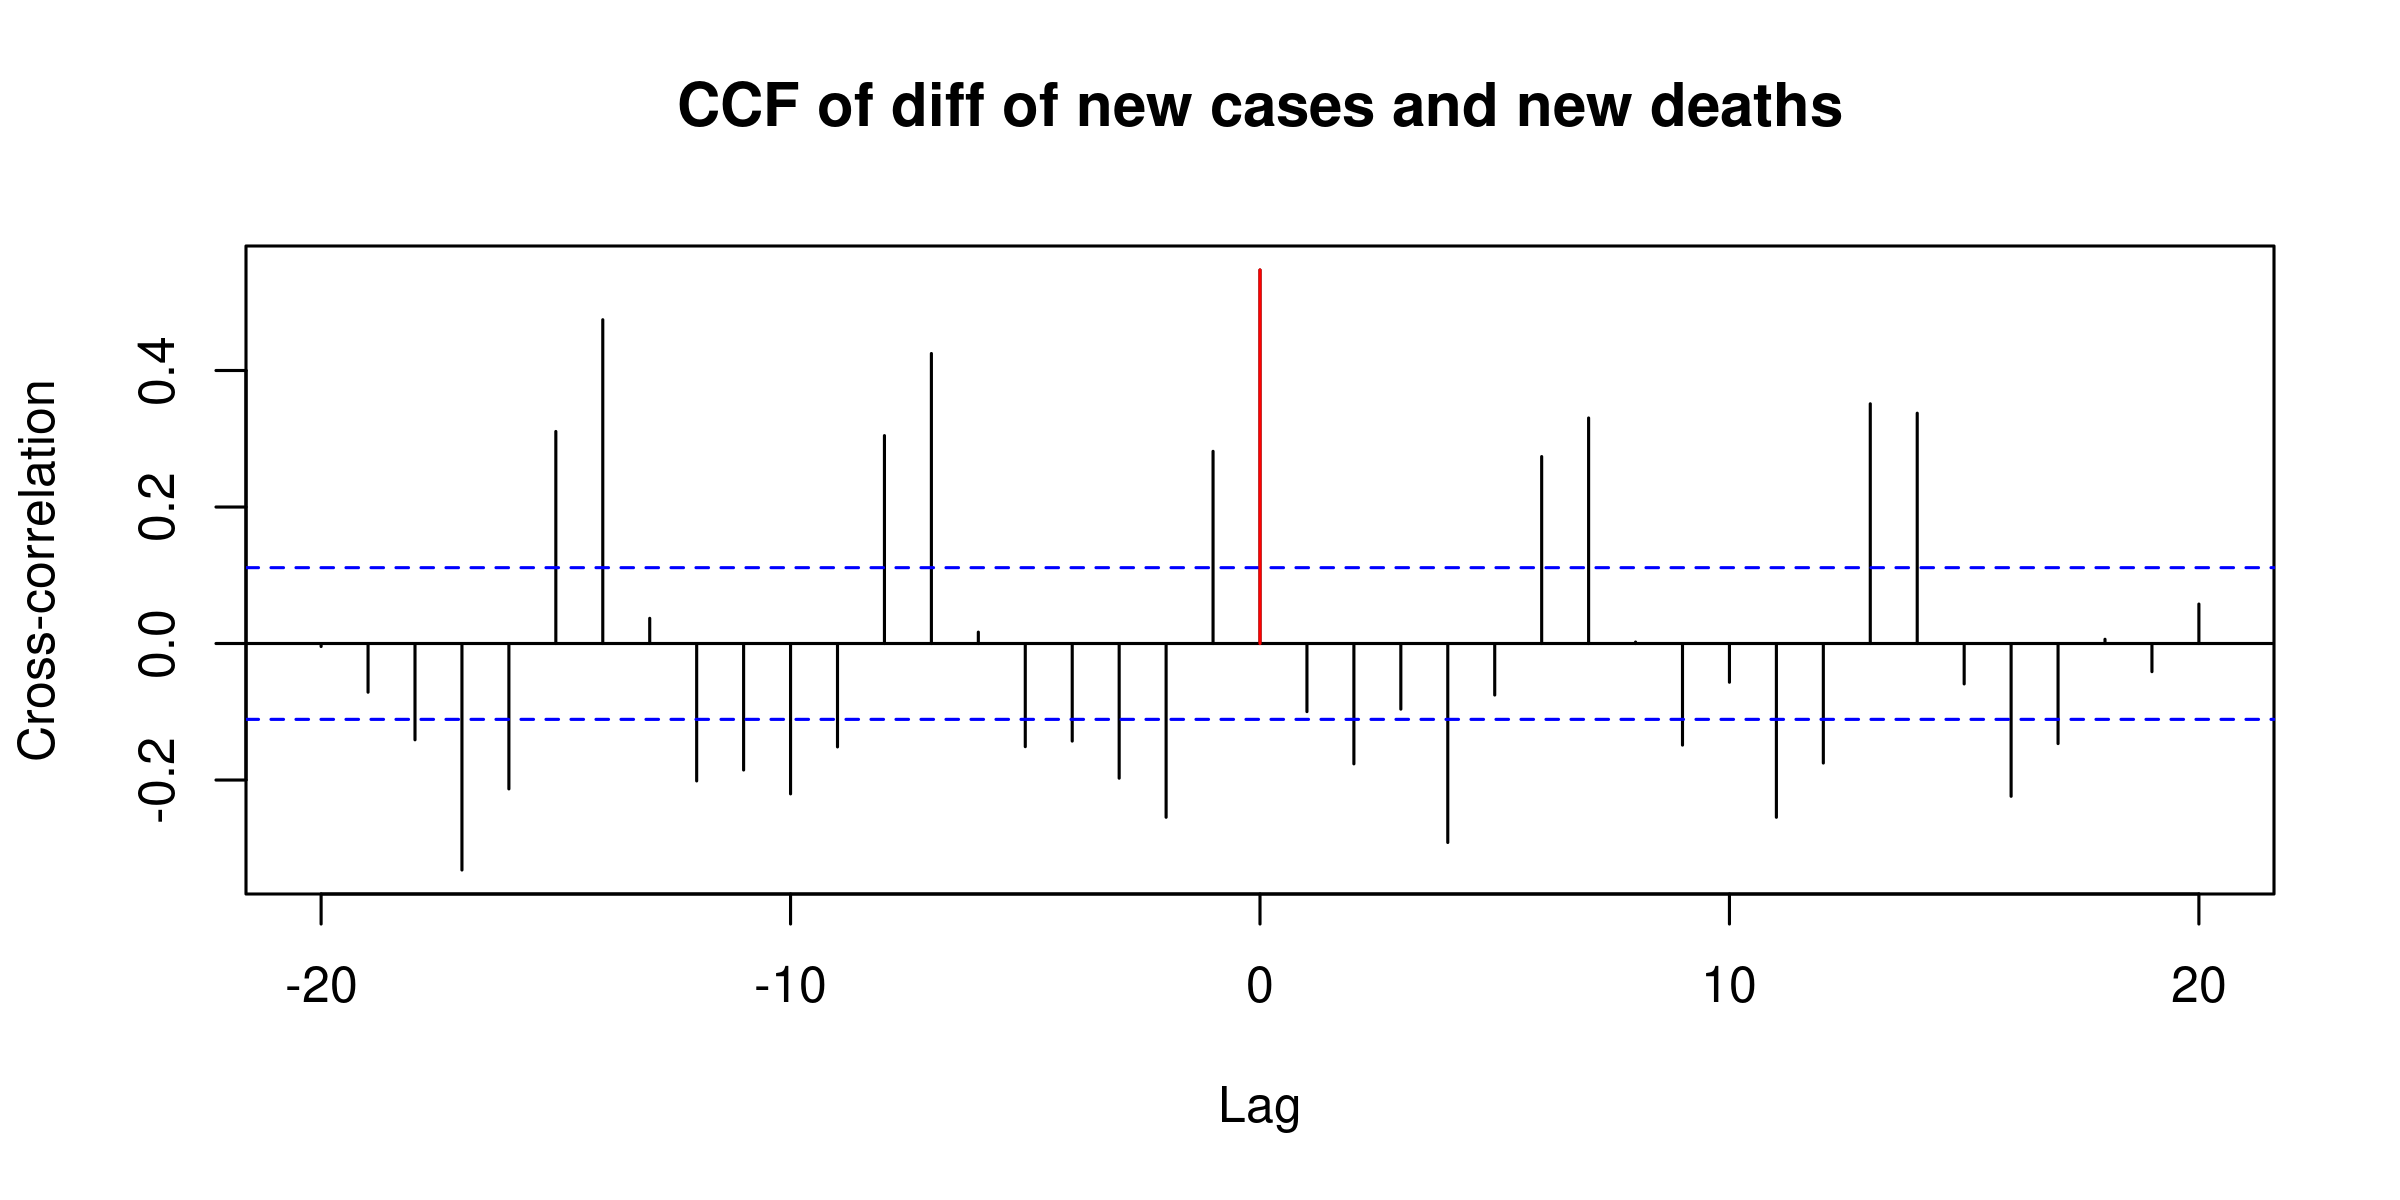 CCF of diff of new cases and new deaths
Cross-correlation
0.4
0.2
0.0
-0.2
-20 -10 0 10 20
Lag